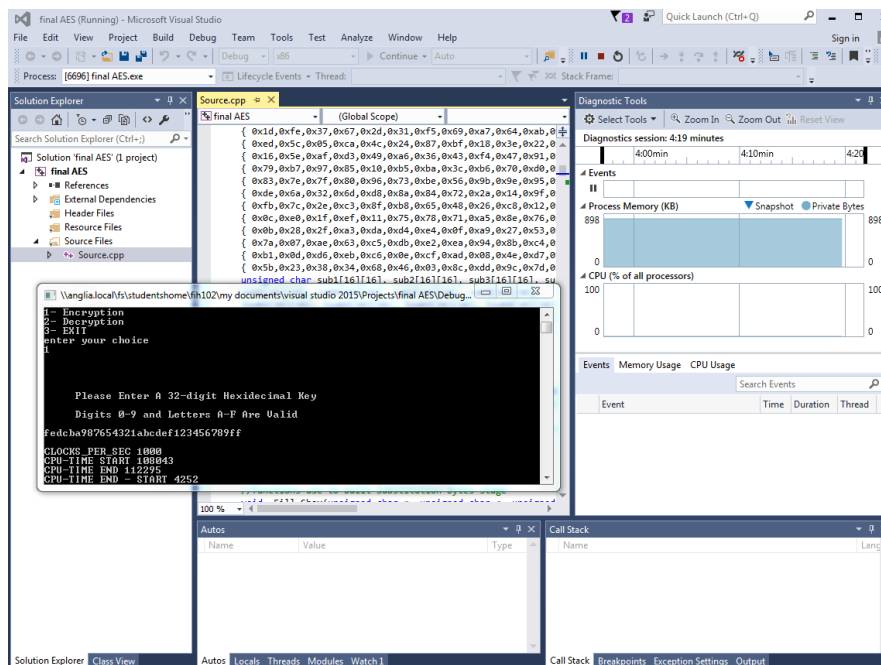 final AES (Running) - Microsoft Visual Studio
2
Quick Launch (Ctrl+Q)
File Edit View Project Build Debug Team Tools Test Analyze Window Help
Sign in
Debug x86 Continue Auto
Process: [6696] final AES.exe Lifecycle Events Thread: Stack Frame:
Solution Explorer
Search Solution Explorer (Ctrl+;)
Solution 'final AES' (1 project)
final AES
References
External Dependencies
Header Files
Resource Files
Source Files
Source.cpp
Source.cpp
final AES (Global Scope)
{ 0x1d,0xfe,0x37,0x67,0x2d,0x31,0xf5,0x69,0xa7,0x64,0xab,0
{ 0xed,0x5c,0x05,0xca,0x4c,0x24,0x87,0xbf,0x18,0x3e,0x22,0
{ 0x16,0x5e,0xaf,0xd3,0x49,0xa6,0x36,0x43,0xf4,0x47,0x91,0
{ 0x79,0xb7,0x97,0x85,0x10,0xb5,0xba,0x3c,0xb6,0x70,0xd0,0
{ 0x83,0x7e,0x7f,0x80,0x96,0x73,0xbe,0x56,0x9b,0x9e,0x95,0
{ 0xde,0x6a,0x32,0x6d,0xd8,0x8a,0x84,0x72,0x2a,0x14,0x9f,0
{ 0xfb,0x7c,0x2e,0xc3,0x8f,0xb8,0x65,0x48,0x26,0xc8,0x12,0
{ 0x0c,0xe0,0x1f,0xef,0x11,0x75,0x78,0x71,0xa5,0x8e,0x76,0
{ 0x0b,0x28,0x2f,0xa3,0xda,0xd4,0xe4,0x0f,0xa9,0x27,0x53,0
{ 0x7a,0x07,0xae,0x63,0xc5,0xdb,0xe2,0xea,0x94,0x8b,0xc4,0
{ 0xb1,0x0d,0xd6,0xeb,0xc6,0x0e,0xcf,0xad,0x08,0x4e,0xd7,0
{ 0x5b,0x23,0x38,0x34,0x68,0x46,0x03,0x8c,0xdd,0x9c,0x7d,0
unsigned char sub1[16][16], sub2[16][16], sub3[16][16], su
\\anglia.local\fs\studentshome\fih102\my documents\visual studio 2015\Projects\final AES\Debug...
1- Encryption
2- Decryption
3- EXIT
enter your choice
1
Please Enter A 32-digit Hexidecimal Key
Digits 0-9 and Letters A-F Are Valid
fedcba987654321abcdef123456789ff
CLOCKS_PER_SEC 1000
CPU-TIME START 108043
CPU-TIME END 112295
CPU-TIME END - START 4252
100 %
Diagnostic Tools
Select Tools Zoom In Zoom Out Reset View
Diagnostics session: 4:19 minutes
4:00min 4:10min 4:20
Events
Process Memory (KB) Snapshot Private Bytes
898 898
0 0
CPU (% of all processors)
100 100
0 0
Events Memory Usage CPU Usage
Search Events
Event Time Duration Thread
Autos
Name Value Type
Call Stack
Name Lang
Solution Explorer Class View
Autos Locals Threads Modules Watch 1
Call Stack Breakpoints Exception Settings Output